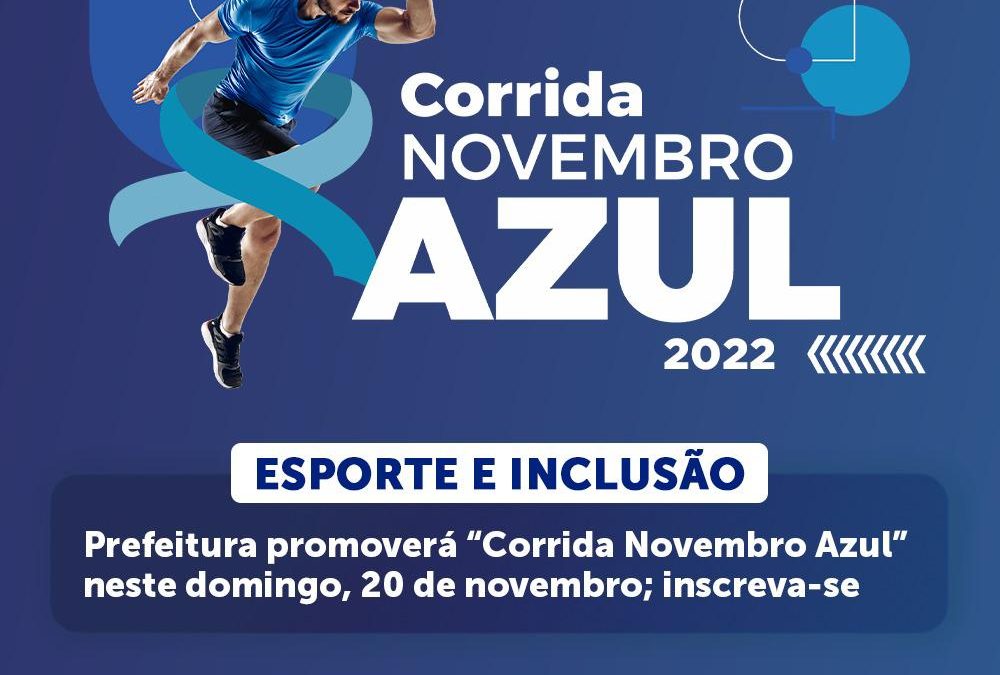 Corrida
NOVEMBRO
AZUL
2022
ESPORTE E INCLUSÃO
Prefeitura promoverá “Corrida Novembro Azul”
neste domingo, 20 de novembro; inscreva-se